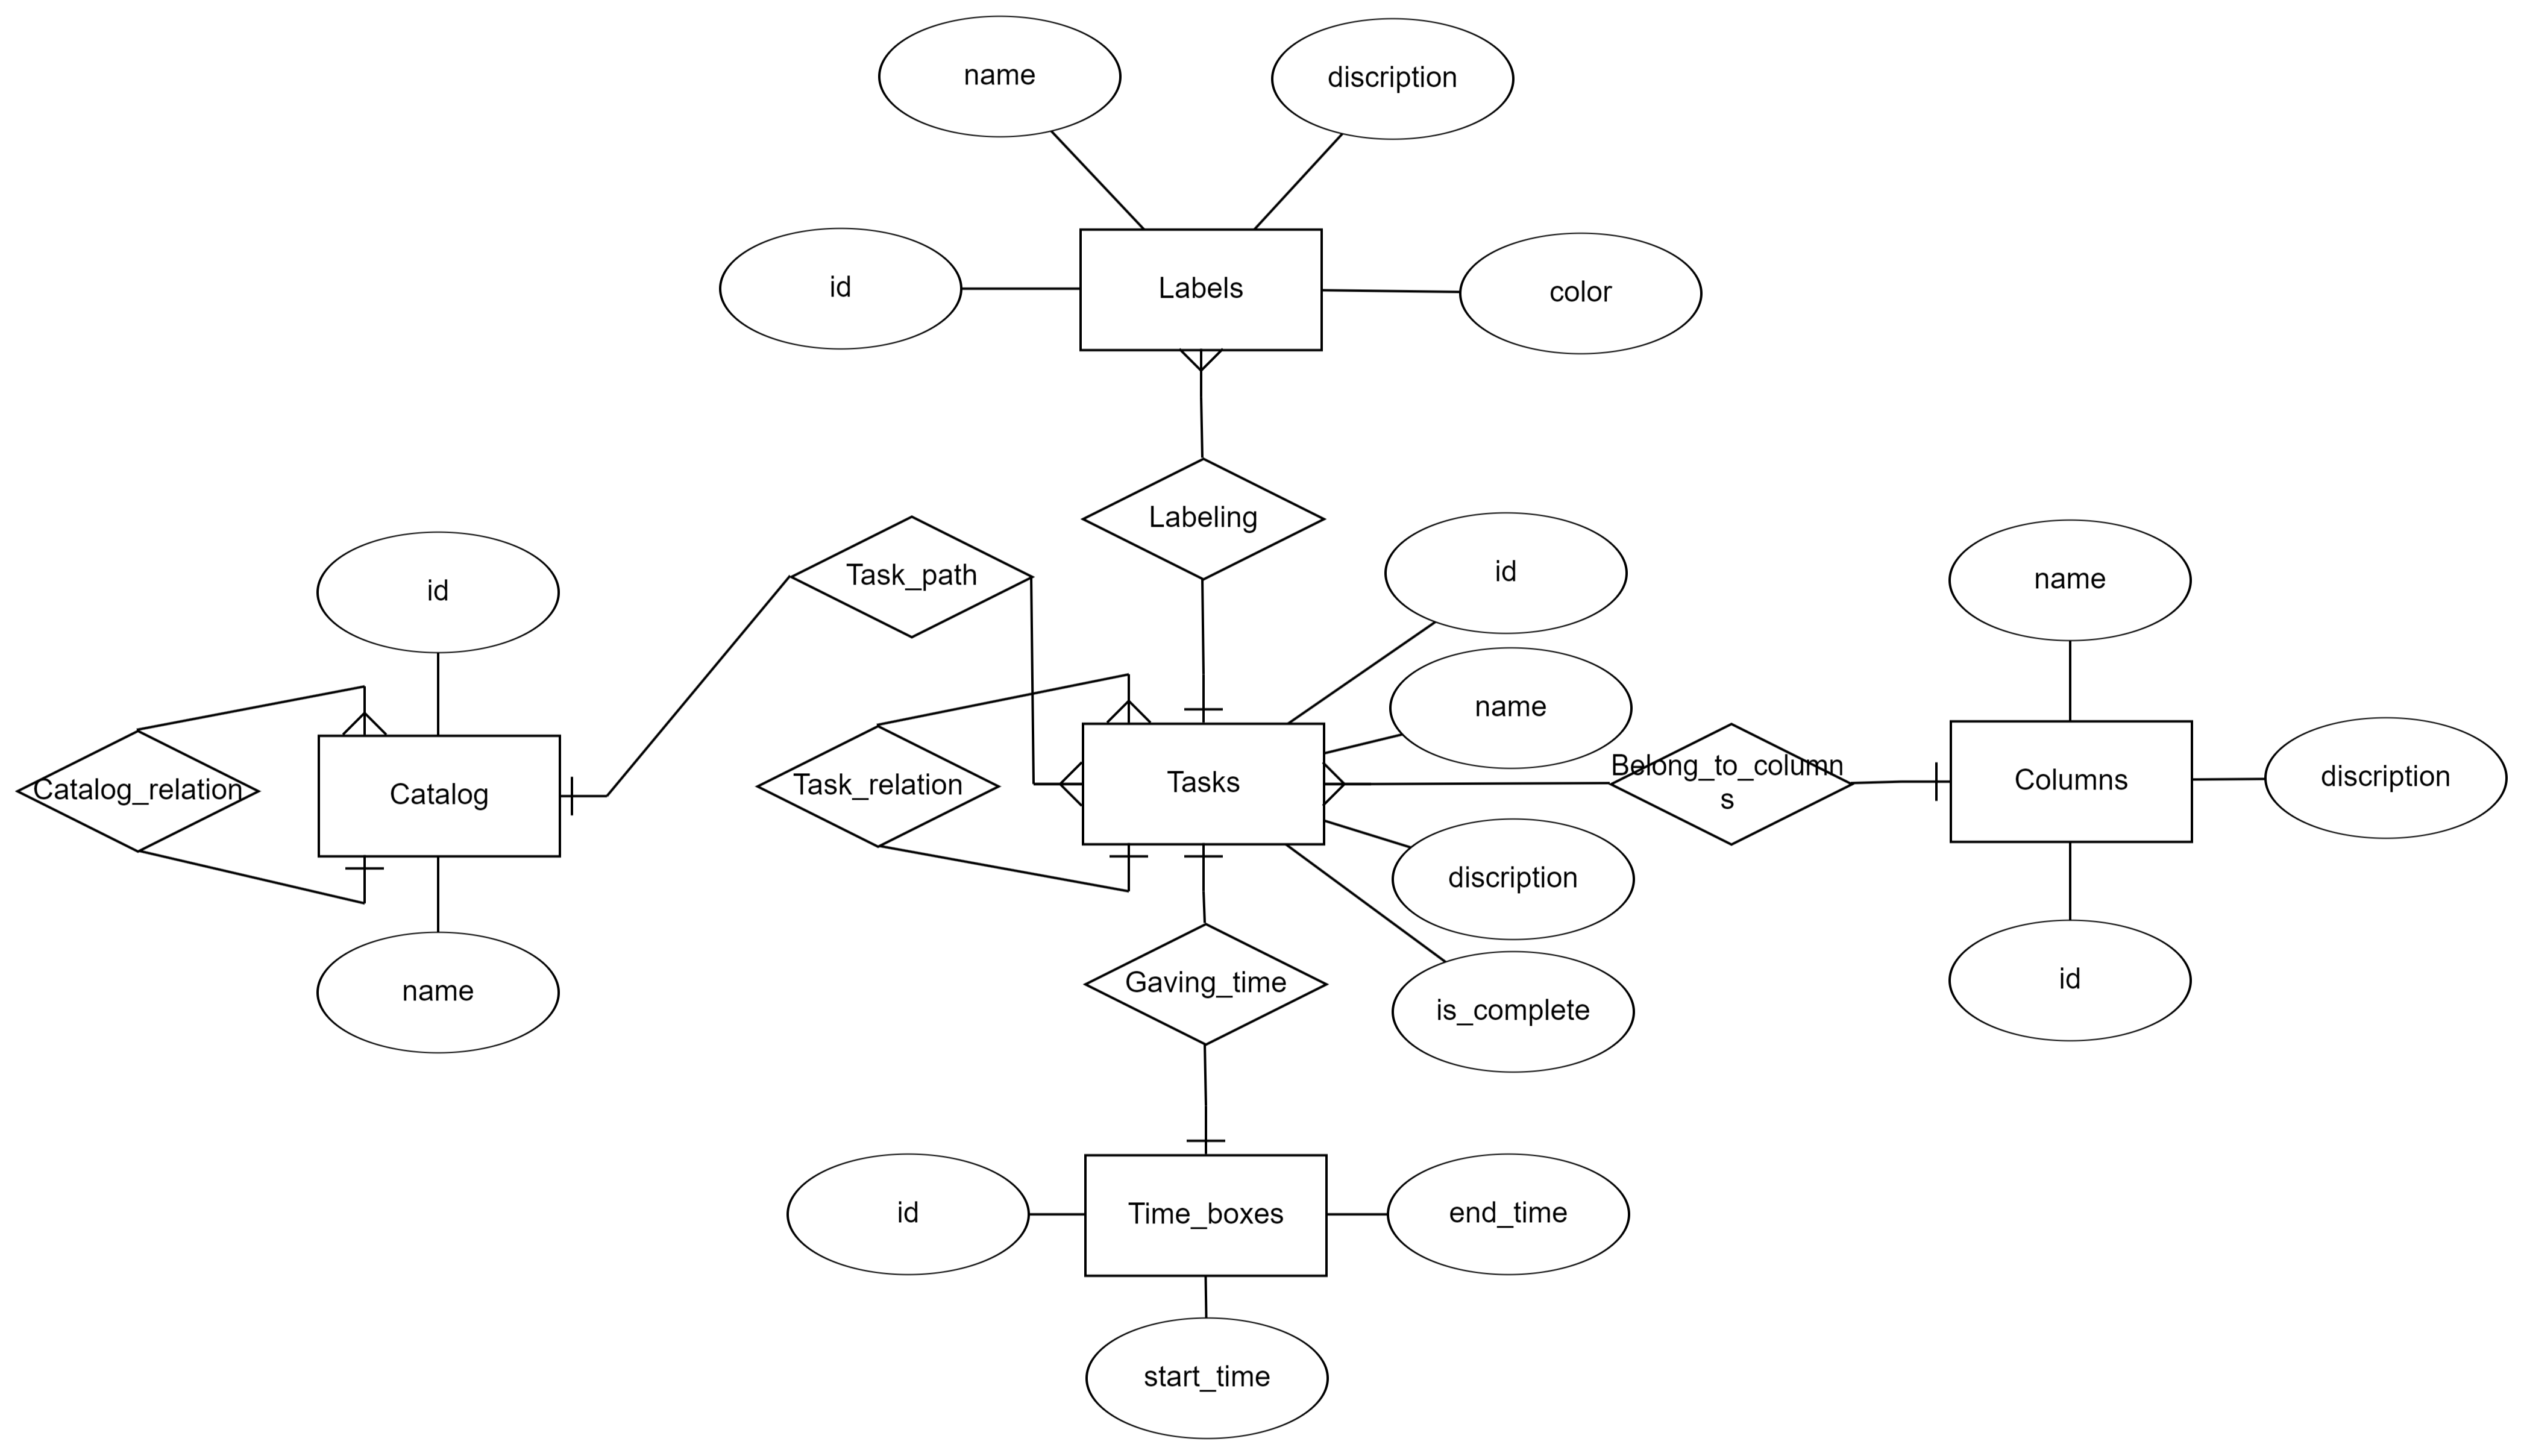 name
discription
id
Labels
color
Labeling
Task_path
id
id
name
name
Catalog_relation
Catalog
Task_relation
Tasks
Belong_to_column
s
Columns
discription
discription
name
Gaving_time
is_complete
id
id
Time_boxes
end_time
start_time